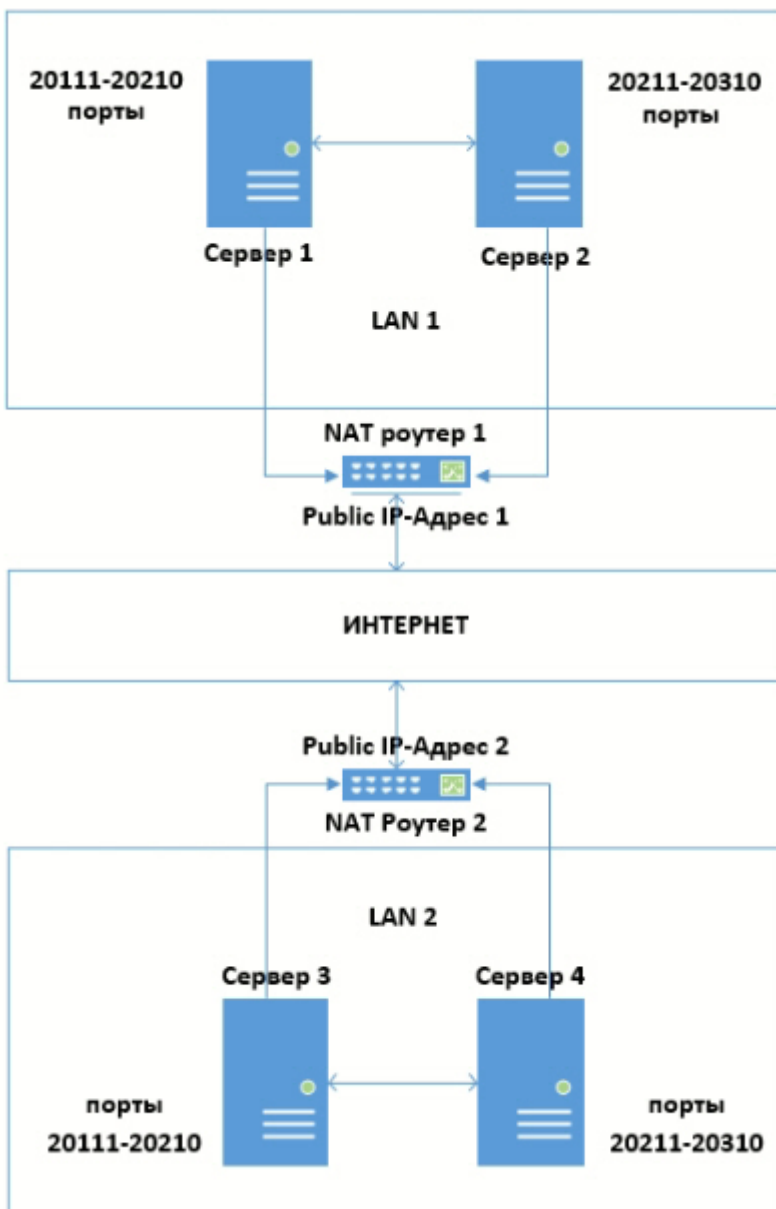 20111-20210
порты
20211-20310
порты
Сервер 1
Сервер 2
LAN 1
NAT роутер 1
Public IP-Адрес 1
ИНТЕРНЕТ
Public IP-Адрес 2
NAT Роутер 2
LAN 2
Сервер 3
Сервер 4
порты
20111-20210
порты
20211-20310